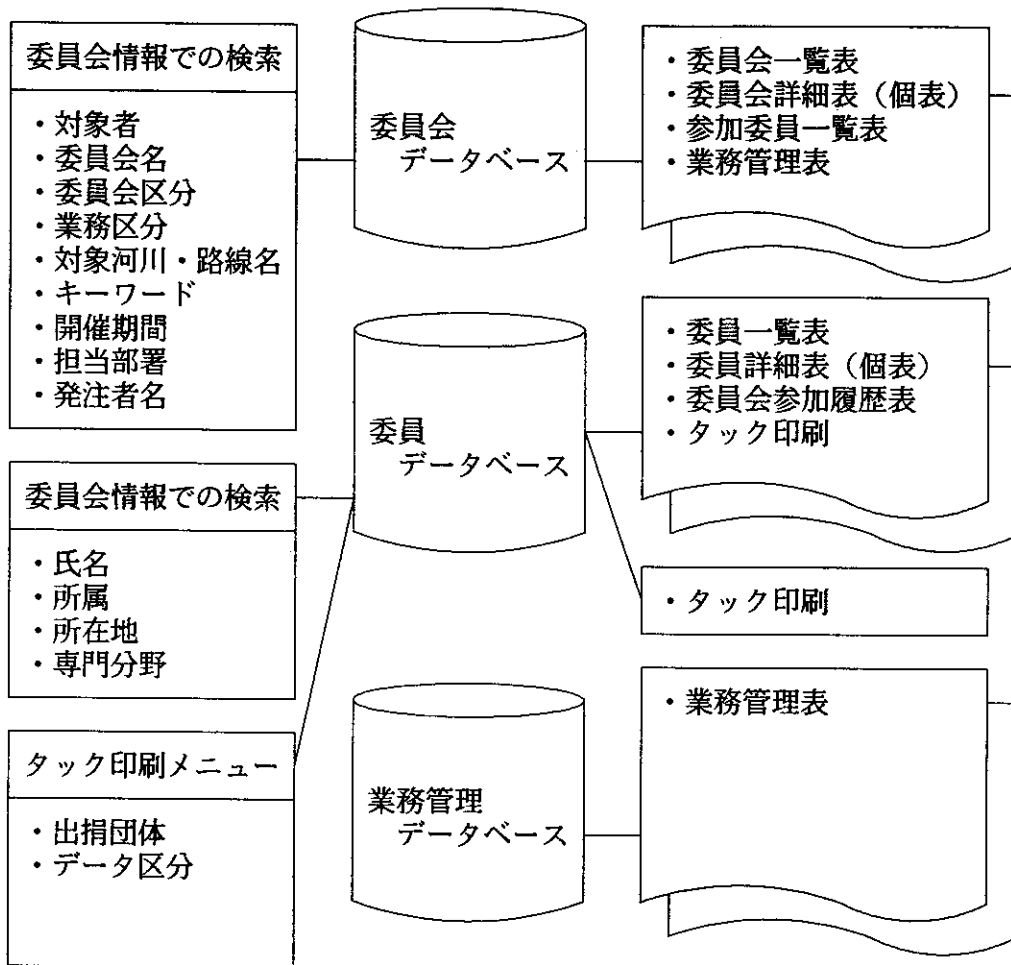 委員会情報での検索
・対象者
・委員会名
・委員会区分
・業務区分
・対象河川・路線名
・キーワード
・開催期間
・担当部署
・発注者名
委員会
データベース
・委員会一覧表
・委員会詳細表（個表）
・参加委員一覧表
・業務管理表
委員会情報での検索
・氏名
・所属
・所在地
・専門分野
タック印刷メニュー
・出捐団体
・データ区分
委員
データベース
・委員一覧表
・委員詳細表（個表）
・委員会参加履歴表
・タック印刷
・タック印刷
業務管理
データベース
・業務管理表